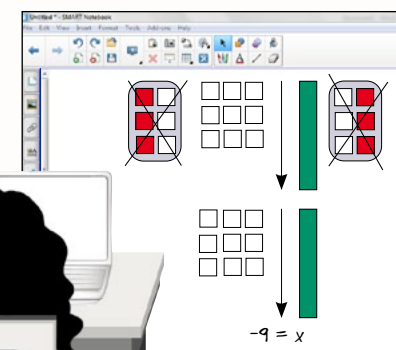 Untitled * - SMART Notebook
File Edit View Insert Format Tools Add-ons Help
-9 = x